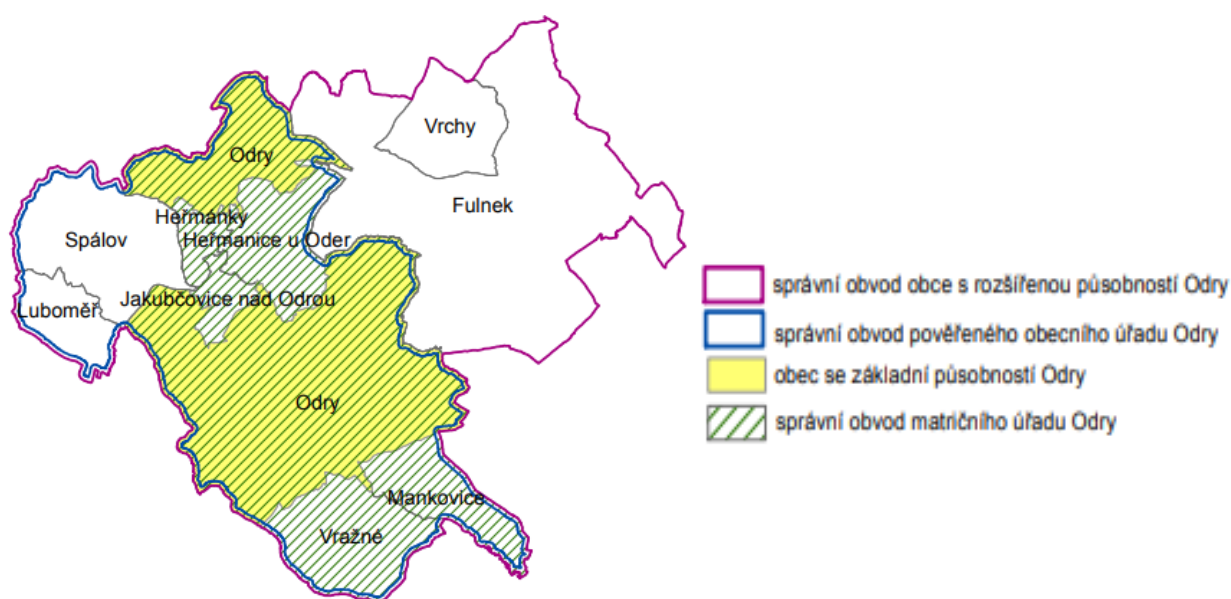 Vrchy
Odry
Fulnek
Heřmánky
Spálov
Heřmanice u Oder
Jakubčovice nad Odrou
Luboměř
Odry
Mankovice
Vražné
správní obvod obce s rozšířenou působností Odry
správní obvod pověřeného obecního úřadu Odry
obec se základní působností Odry
správní obvod matričního úřadu Odry